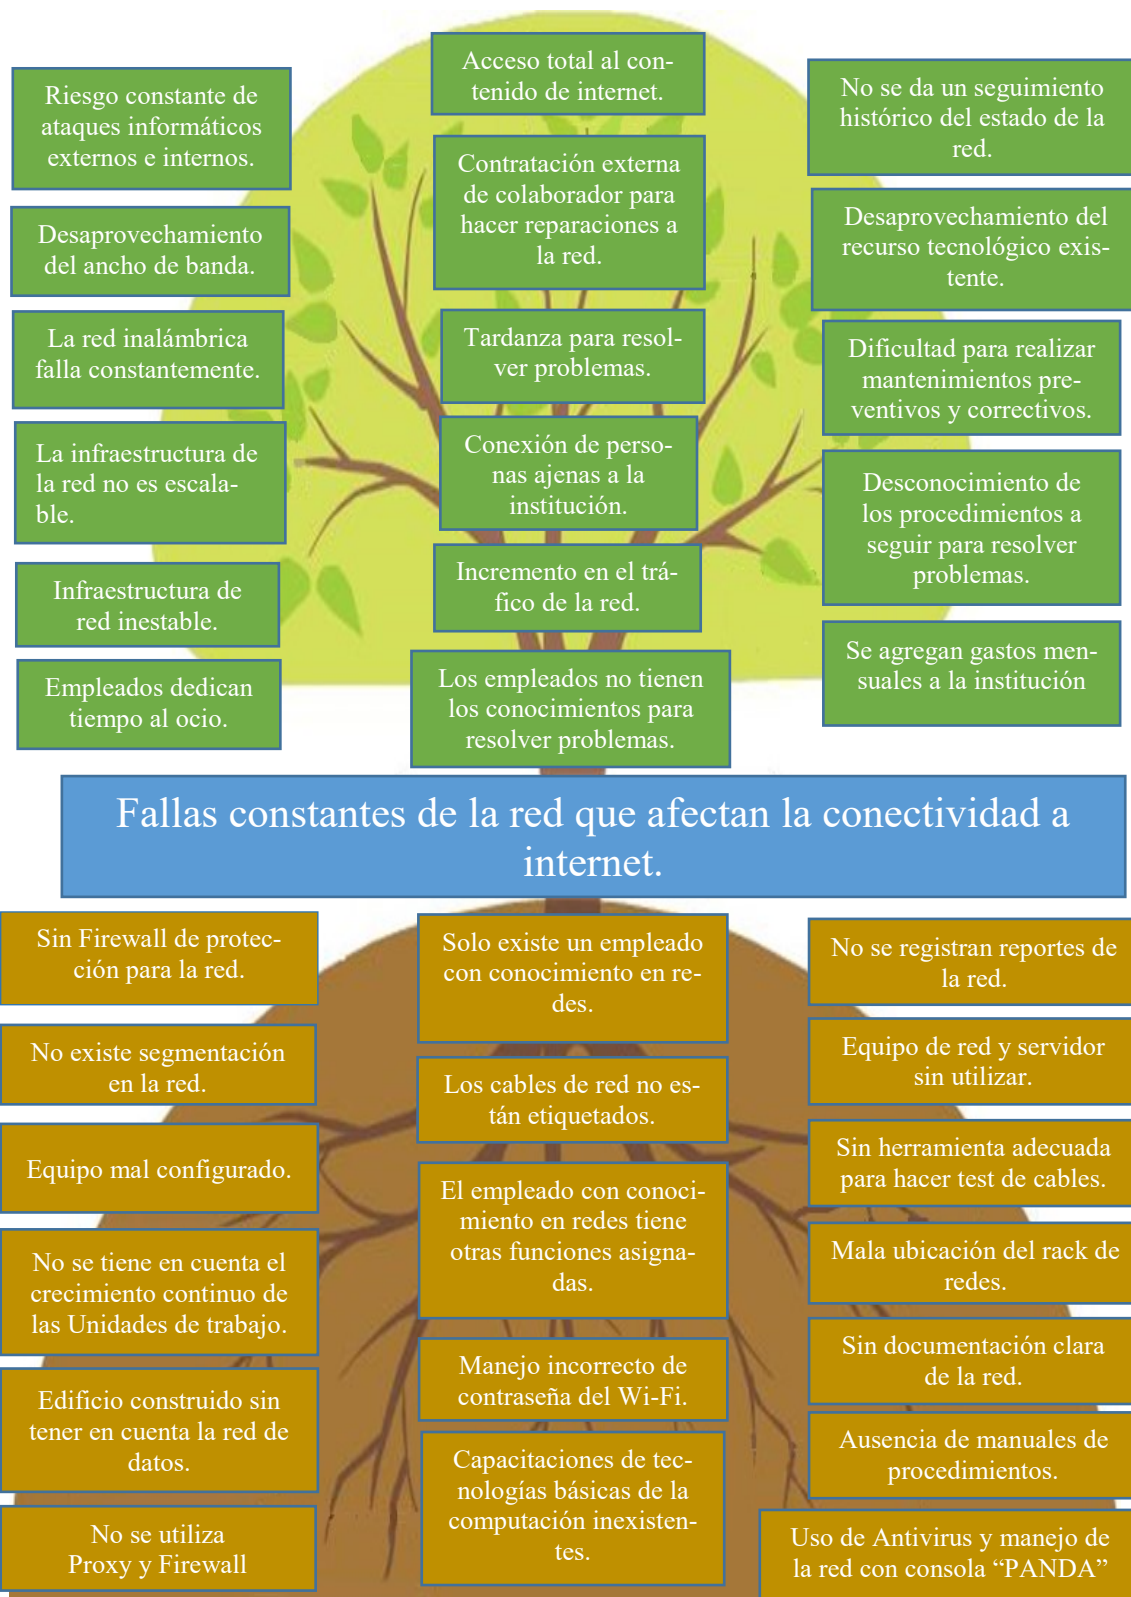 Riesgo constante de
ataques informáticos
externos e internos.
Desaprovechamiento
del ancho de banda.
La red inalámbrica
falla constantemente.
La infraestructura de
la red no es escala-
ble.
Infraestructura de
red inestable.
Empleados dedican
tiempo al ocio.
Acceso total al con-
tenido de internet.
Contratación externa
de colaborador para
hacer reparaciones a
la red.
Tardanza para resol-
ver problemas.
Conexión de perso-
nas ajenas a la
institución.
Incremento en el trá-
fico de la red.
Los empleados no tienen
los conocimientos para
resolver problemas.
No se da un seguimiento
histórico del estado de la
red.
Desaprovechamiento del
recurso tecnológico exis-
tente.
Dificultad para realizar
mantenimientos pre-
ventivos y correctivos.
Desconocimiento de
los procedimientos a
seguir para resolver
problemas.
Se agregan gastos men-
suales a la institución
Fallas constantes de la red que afectan la conectividad a
internet.
Sin Firewall de protec-
ción para la red.
No existe segmentación
en la red.
Equipo mal configurado.
No se tiene en cuenta el
crecimiento continuo de
las Unidades de trabajo.
Edificio construido sin
tener en cuenta la red de
datos.
No se utiliza
Proxy y Firewall
Solo existe un empleado
con conocimiento en re-
des.
Los cables de red no es-
tán etiquetados.
El empleado con conoci-
miento en redes tiene
otras funciones asigna-
das.
Manejo incorrecto de
contraseña del Wi-Fi.
Capacitaciones de tec-
nologías básicas de la
computación inexisten-
tes.
No se registran reportes de
la red.
Equipo de red y servidor
sin utilizar.
Sin herramienta adecuada
para hacer test de cables.
Mala ubicación del rack de
redes.
Sin documentación clara
de la red.
Ausencia de manuales de
procedimientos.
Uso de Antivirus y manejo de
la red con consola “PANDA”